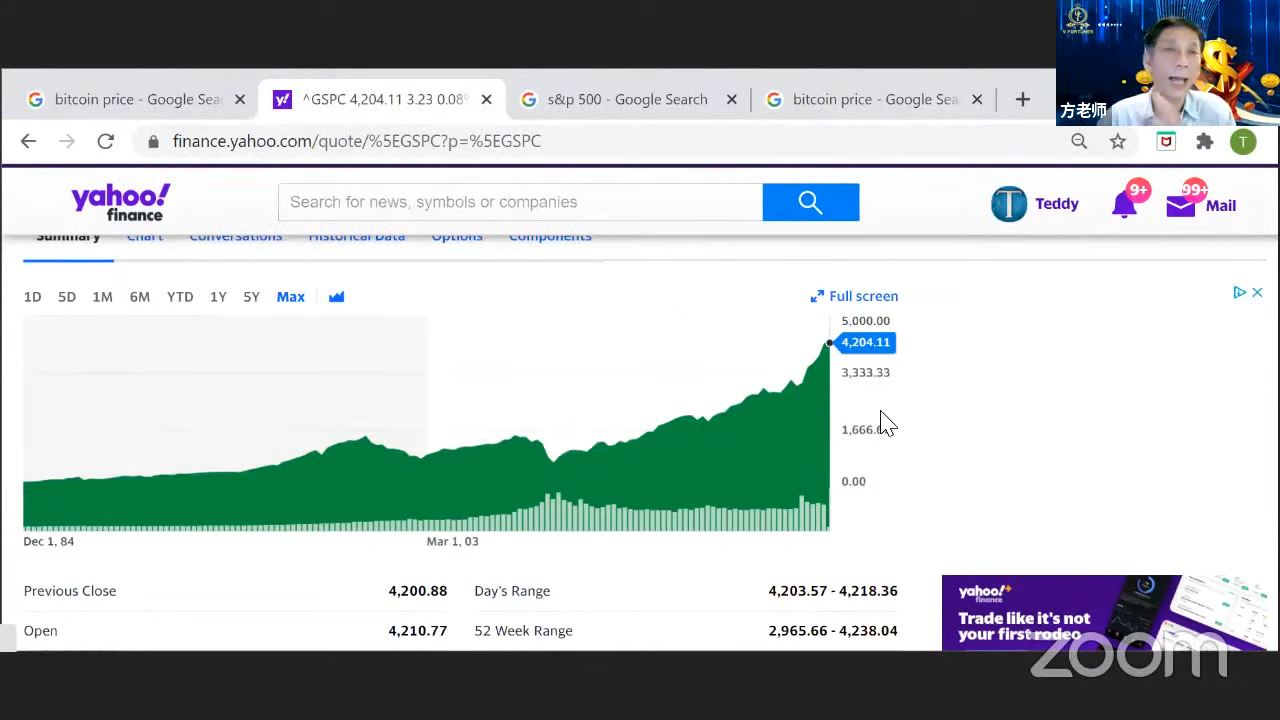 9 FORTUNES
方老师
bitcoin price - Google Sea
^GSPC 4,204.11 3.23 0.08%
s&p 500 - Google Search
bitcoin price - Google Sea
finance.yahoo.com/quote/%5EGSPC?p=%5EGSPC
yahoo!
finance
Search for news, symbols or companies
T
Teddy
9+
99+
Mail
Summary
Chart
Conversations
Historical Data
Options
Components
1D 5D 1M 6M YTD 1Y 5Y Max
Full screen
5,000.00
4,204.11
3,333.33
1,666.6
0.00
Dec 1, 84
Mar 1, 03
Previous Close 4,200.88
Day's Range 4,203.57 - 4,218.36
Open 4,210.77
52 Week Range 2,965.66 - 4,238.04
yahoo!+
finance
Trade like it's not
your first rodeo
zoom